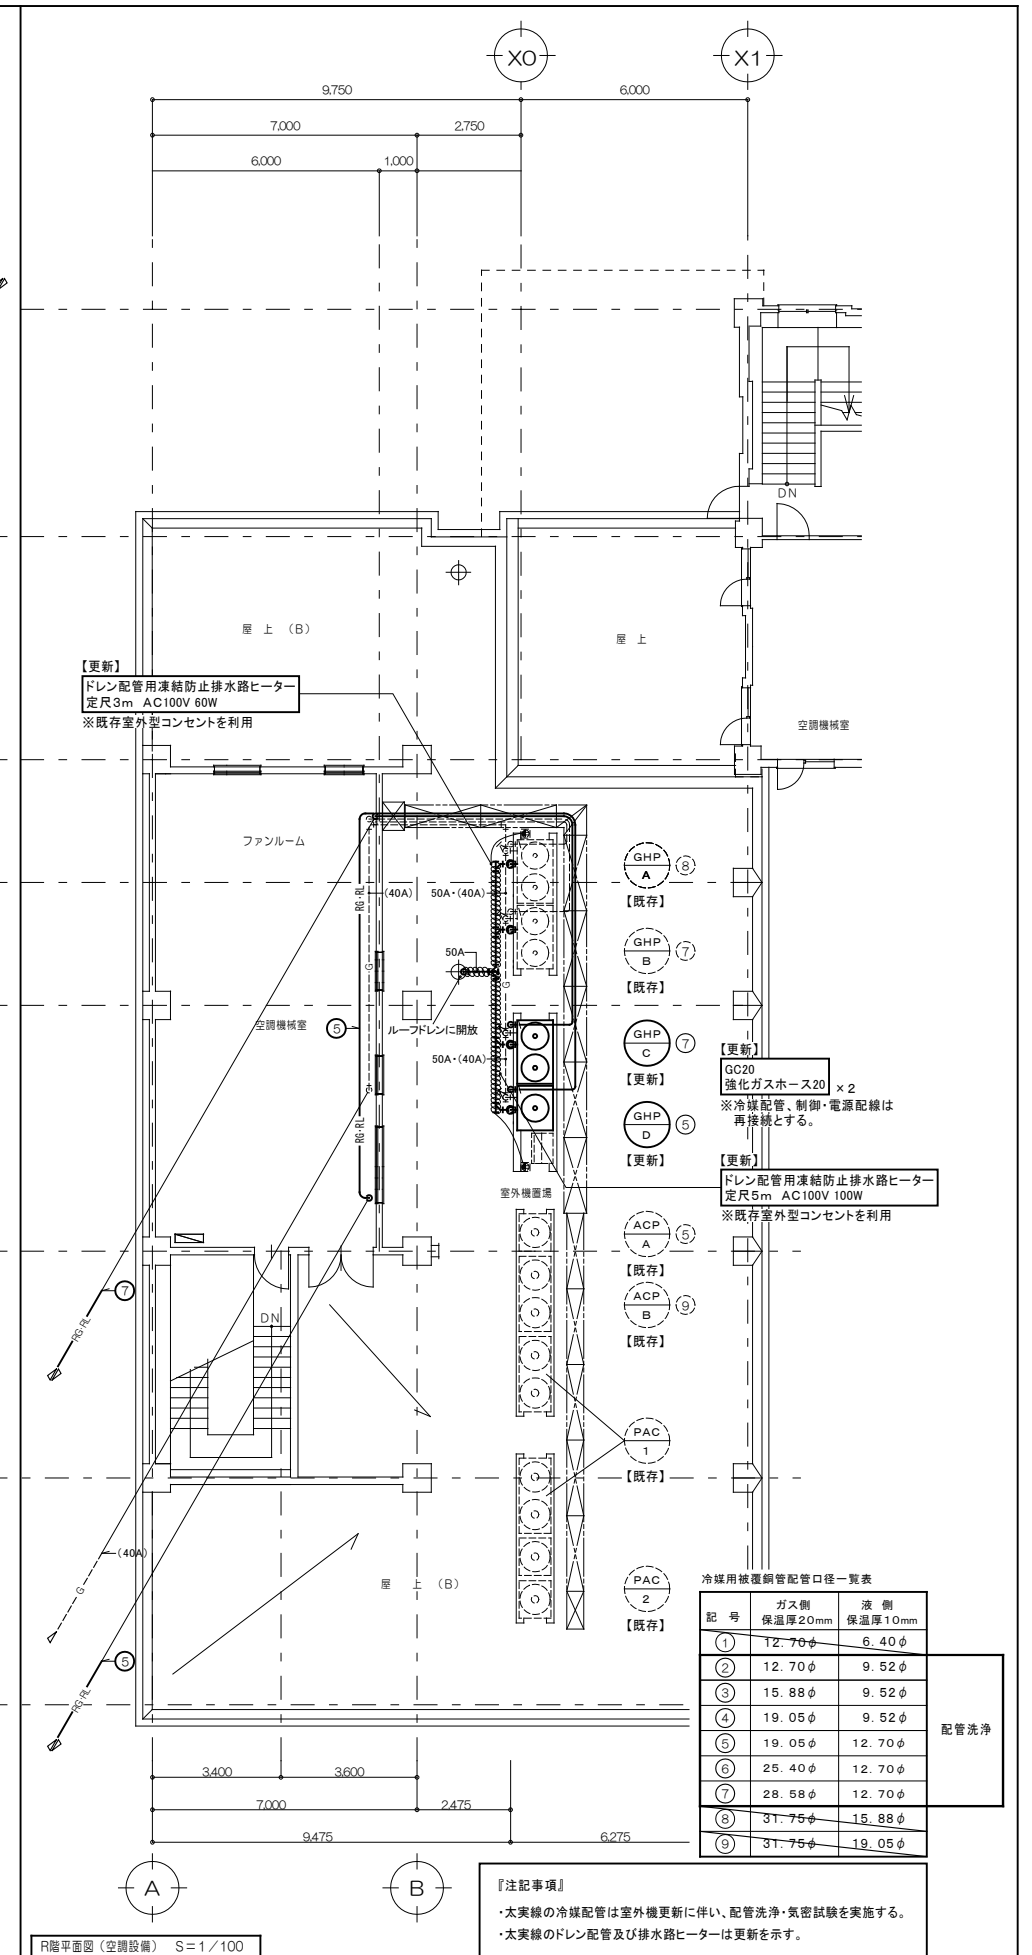 X0
X1
9,750
6,000
7,000
2,750
6,000
1,000
DN
屋 上 (B)
屋 上
【更新】
ドレン配管用凍結防止排水路ヒーター
定尺3m AC100V 60W
※既存室外型コンセントを利用
空調機械室
ファンルーム
GHP
A
⑧
【既存】
RG・RL
(40A)
50A・(40A)
GHP
B
⑦
【既存】
50A
G
G
空調機械室
⑤
ルーフドレンに開放
GHP
C
⑦
【更新】
50A・(40A)
【更新】
GC20
強化ガスホース20
×2
※冷媒配管、制御・電源配線は
再接続とする。
RG・RL
GHP
D
⑤
【更新】
【更新】
ドレン配管用凍結防止排水路ヒーター
定尺5m AC100V 100W
※既存室外型コンセントを利用
室外機置場
ACP
A
⑤
【既存】
ACP
B
⑨
【既存】
⑦
RG・RL
DN
PAC
1
【既存】
(40A)
G
屋 上 (B)
PAC
2
【既存】
⑤
RG・RL
冷媒用被覆銅管配管口径一覧表
記 号 ガス側 保温厚20mm 液 側 保温厚10mm
① 12.70φ 6.40φ
② 12.70φ 9.52φ
③ 15.88φ 9.52φ
④ 19.05φ 9.52φ
配管洗浄
⑤ 19.05φ 12.70φ
⑥ 25.40φ 12.70φ
⑦ 28.58φ 12.70φ
⑧ 31.75φ 15.88φ
⑨ 31.75φ 19.05φ
3,400
3,600
7,000
2,475
9,475
6,275
A
B
『注記事項』
・太実線の冷媒配管は室外機更新に伴い、配管洗浄・気密試験を実施する。
・太実線のドレン配管及び排水路ヒーターは更新を示す。
R階平面図(空調設備) S=1/100